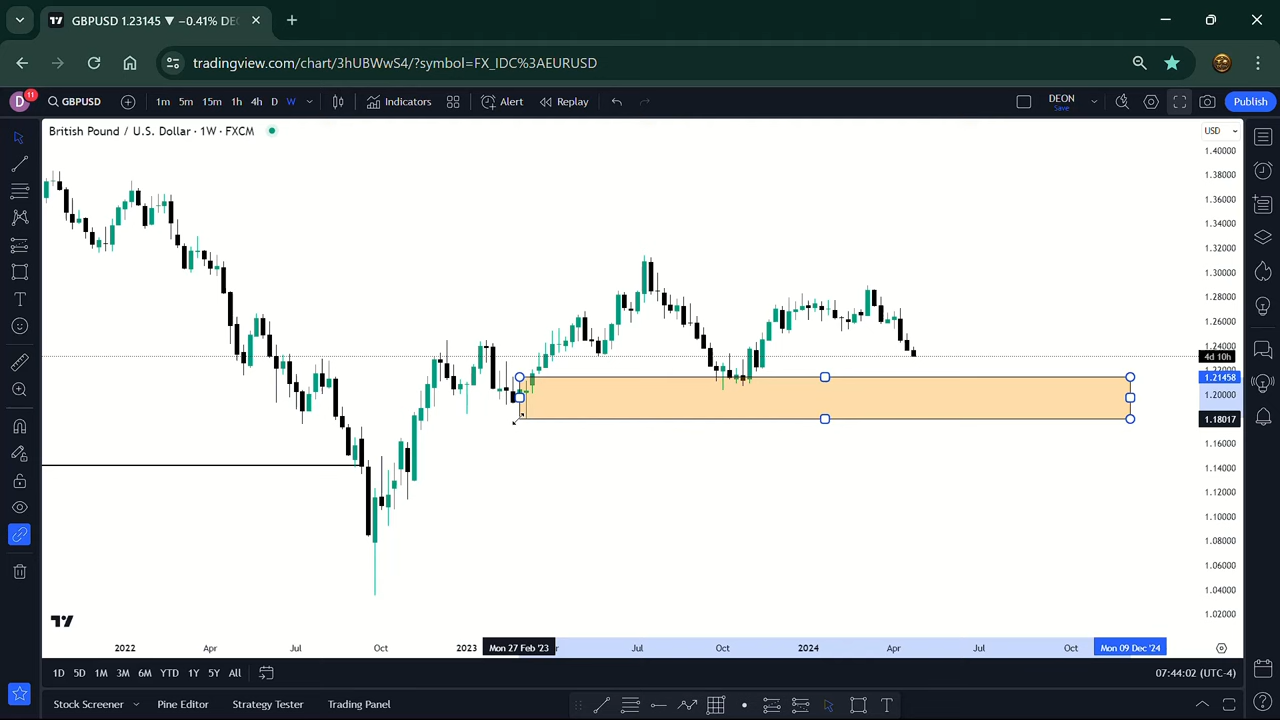 GBPUSD 1.23145 ▼ −0.41% DE
tradingview.com/chart/3hUBWwS4/?symbol=FX_IDC%3AEURUSD
D 11 GBPUSD 1m 5m 15m 1h 4h D W Indicators Alert Replay DEON Save Publish
British Pound / U.S. Dollar · 1W · FXCM
USD
1.40000
1.38000
1.36000
1.34000
1.32000
1.30000
1.28000
1.26000
1.24000
4d 10h
1.21458
1.20000
1.18017
1.16000
1.14000
1.12000
1.10000
1.08000
1.06000
1.04000
1.02000
2022 Apr Jul Oct 2023 Mon 27 Feb '23 Jul Oct 2024 Apr Jul Oct Mon 09 Dec '24
1D 5D 1M 3M 6M YTD 1Y 5Y All 07:44:02 (UTC-4)
Stock Screener Pine Editor Strategy Tester Trading Panel